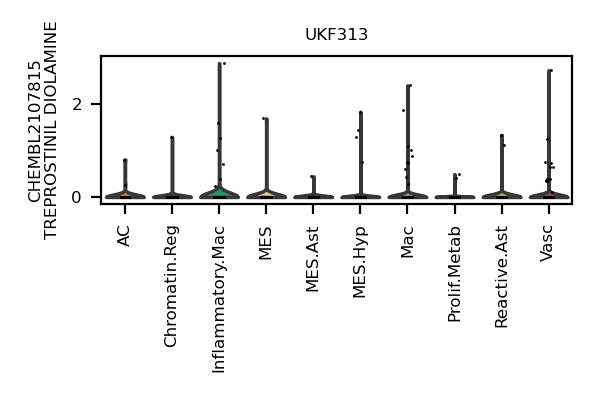 UKF313
CHEMBL2107815
TREPROSTINIL DIOLAMINE
2
0
AC
Chromatin.Reg
Inflammatory.Mac
MES
MES.Ast
MES.Hyp
Mac
Prolif.Metab
Reactive.Ast
Vasc